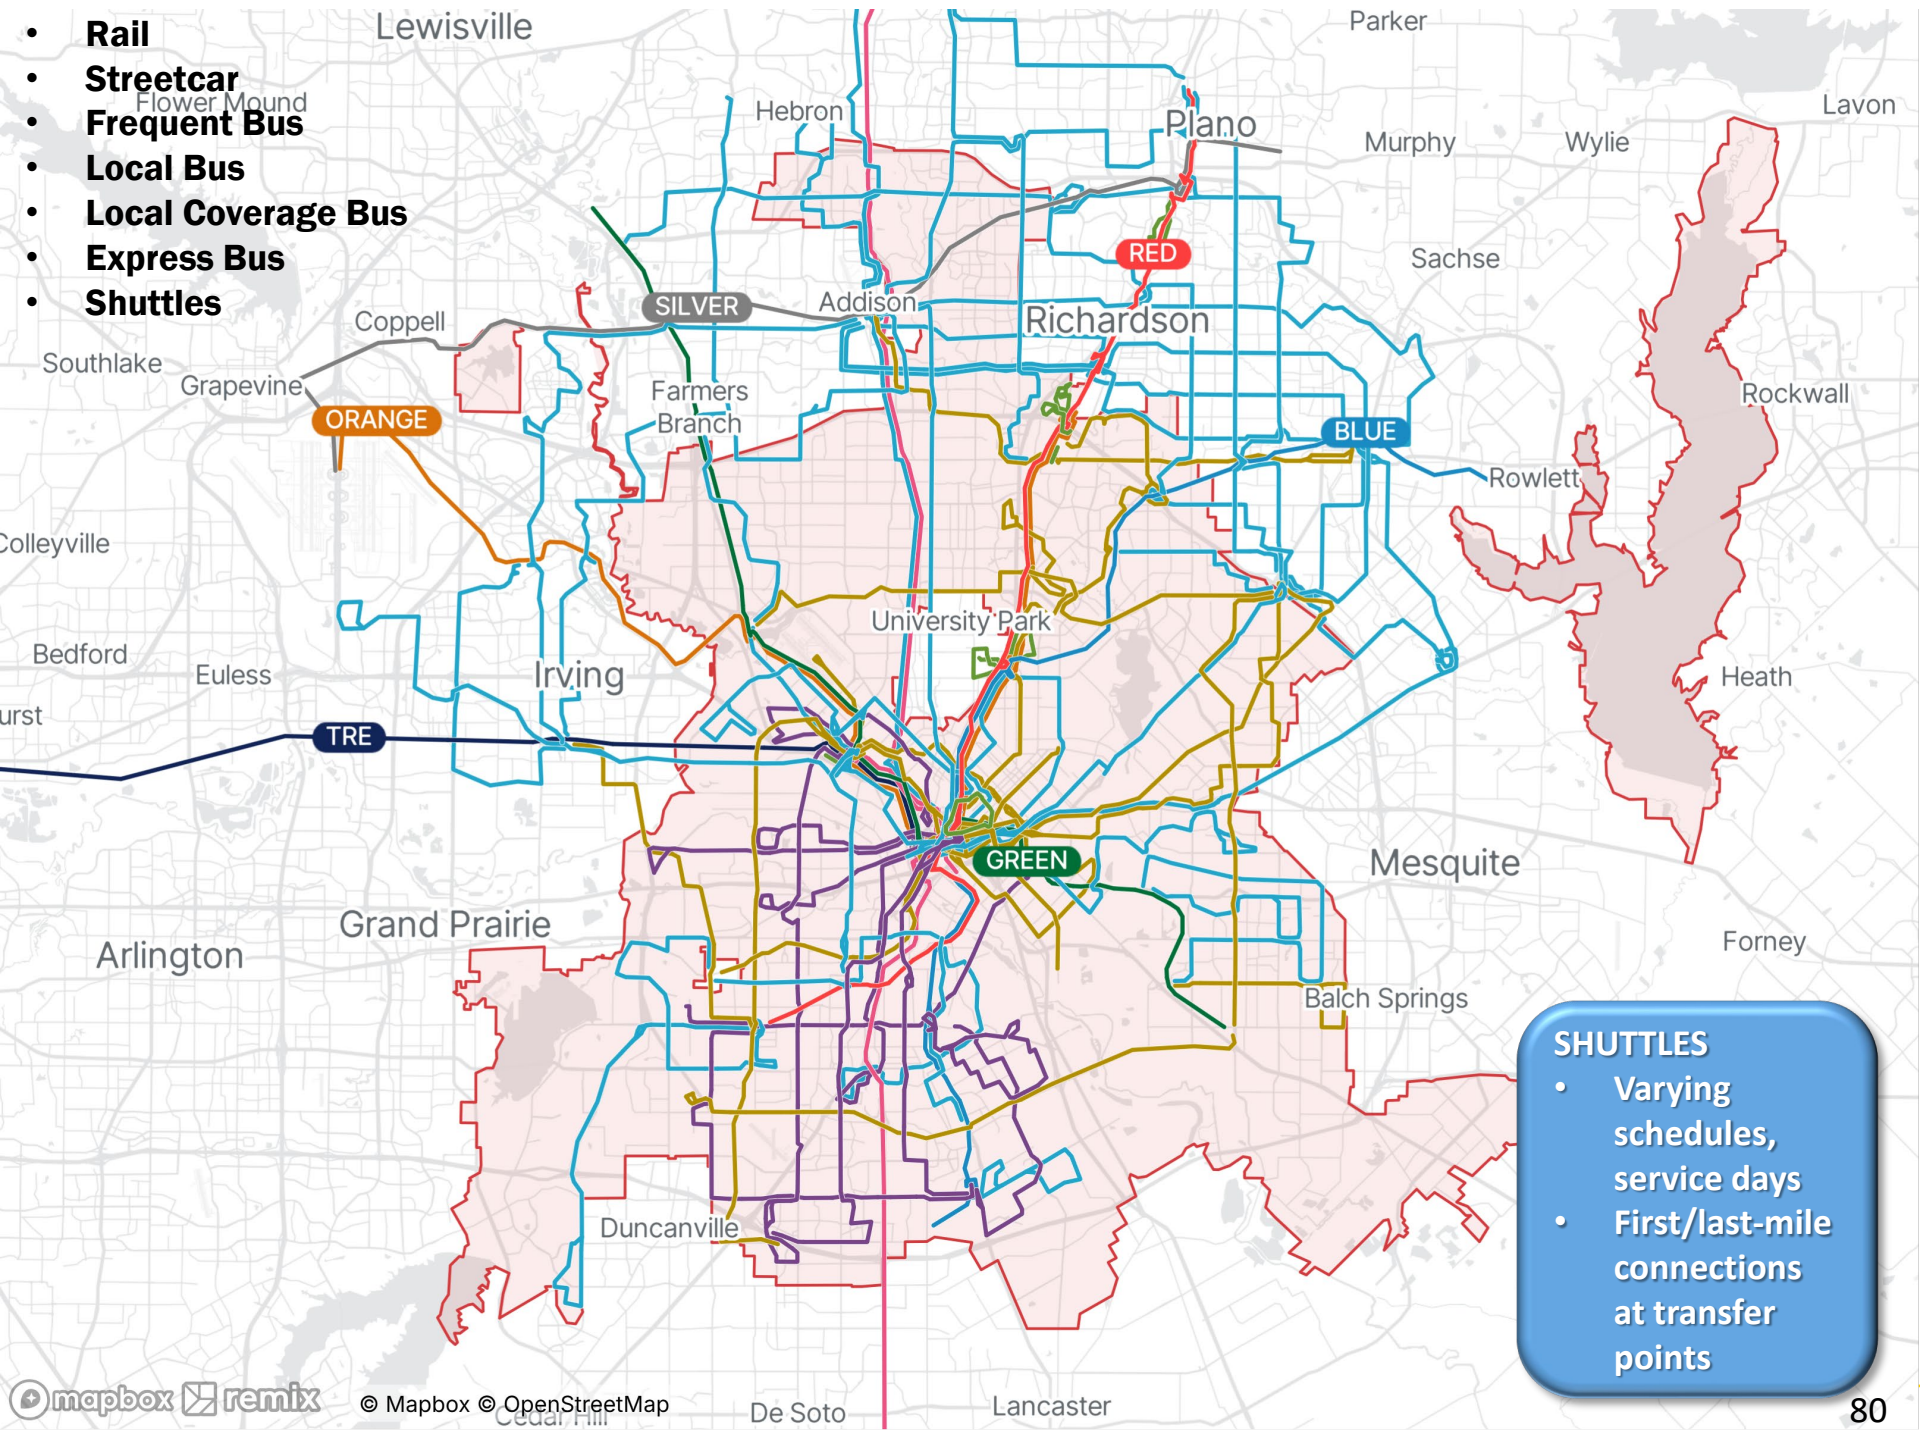 • Rail
• Streetcar
• Frequent Bus
• Local Bus
• Local Coverage Bus
• Express Bus
• Shuttles
Lewisville
Parker
Flower Mound
Hebron
Plano
Lavon
Murphy
Wylie
RED
Sachse
SILVER
Addison
Coppell
Richardson
Southlake
Grapevine
Farmers
Branch
Rockwall
ORANGE
BLUE
Rowlett
Colleyville
University Park
Bedford
Euless
Irving
Heath
urst
TRE
GREEN
Mesquite
Grand Prairie
Arlington
Forney
Balch Springs
SHUTTLES
• Varying
schedules,
service days
• First/last-mile
connections
at transfer
points
Duncanville
mapbox remix
© Mapbox © OpenStreetMap
Cedar Hill
De Soto
Lancaster
80